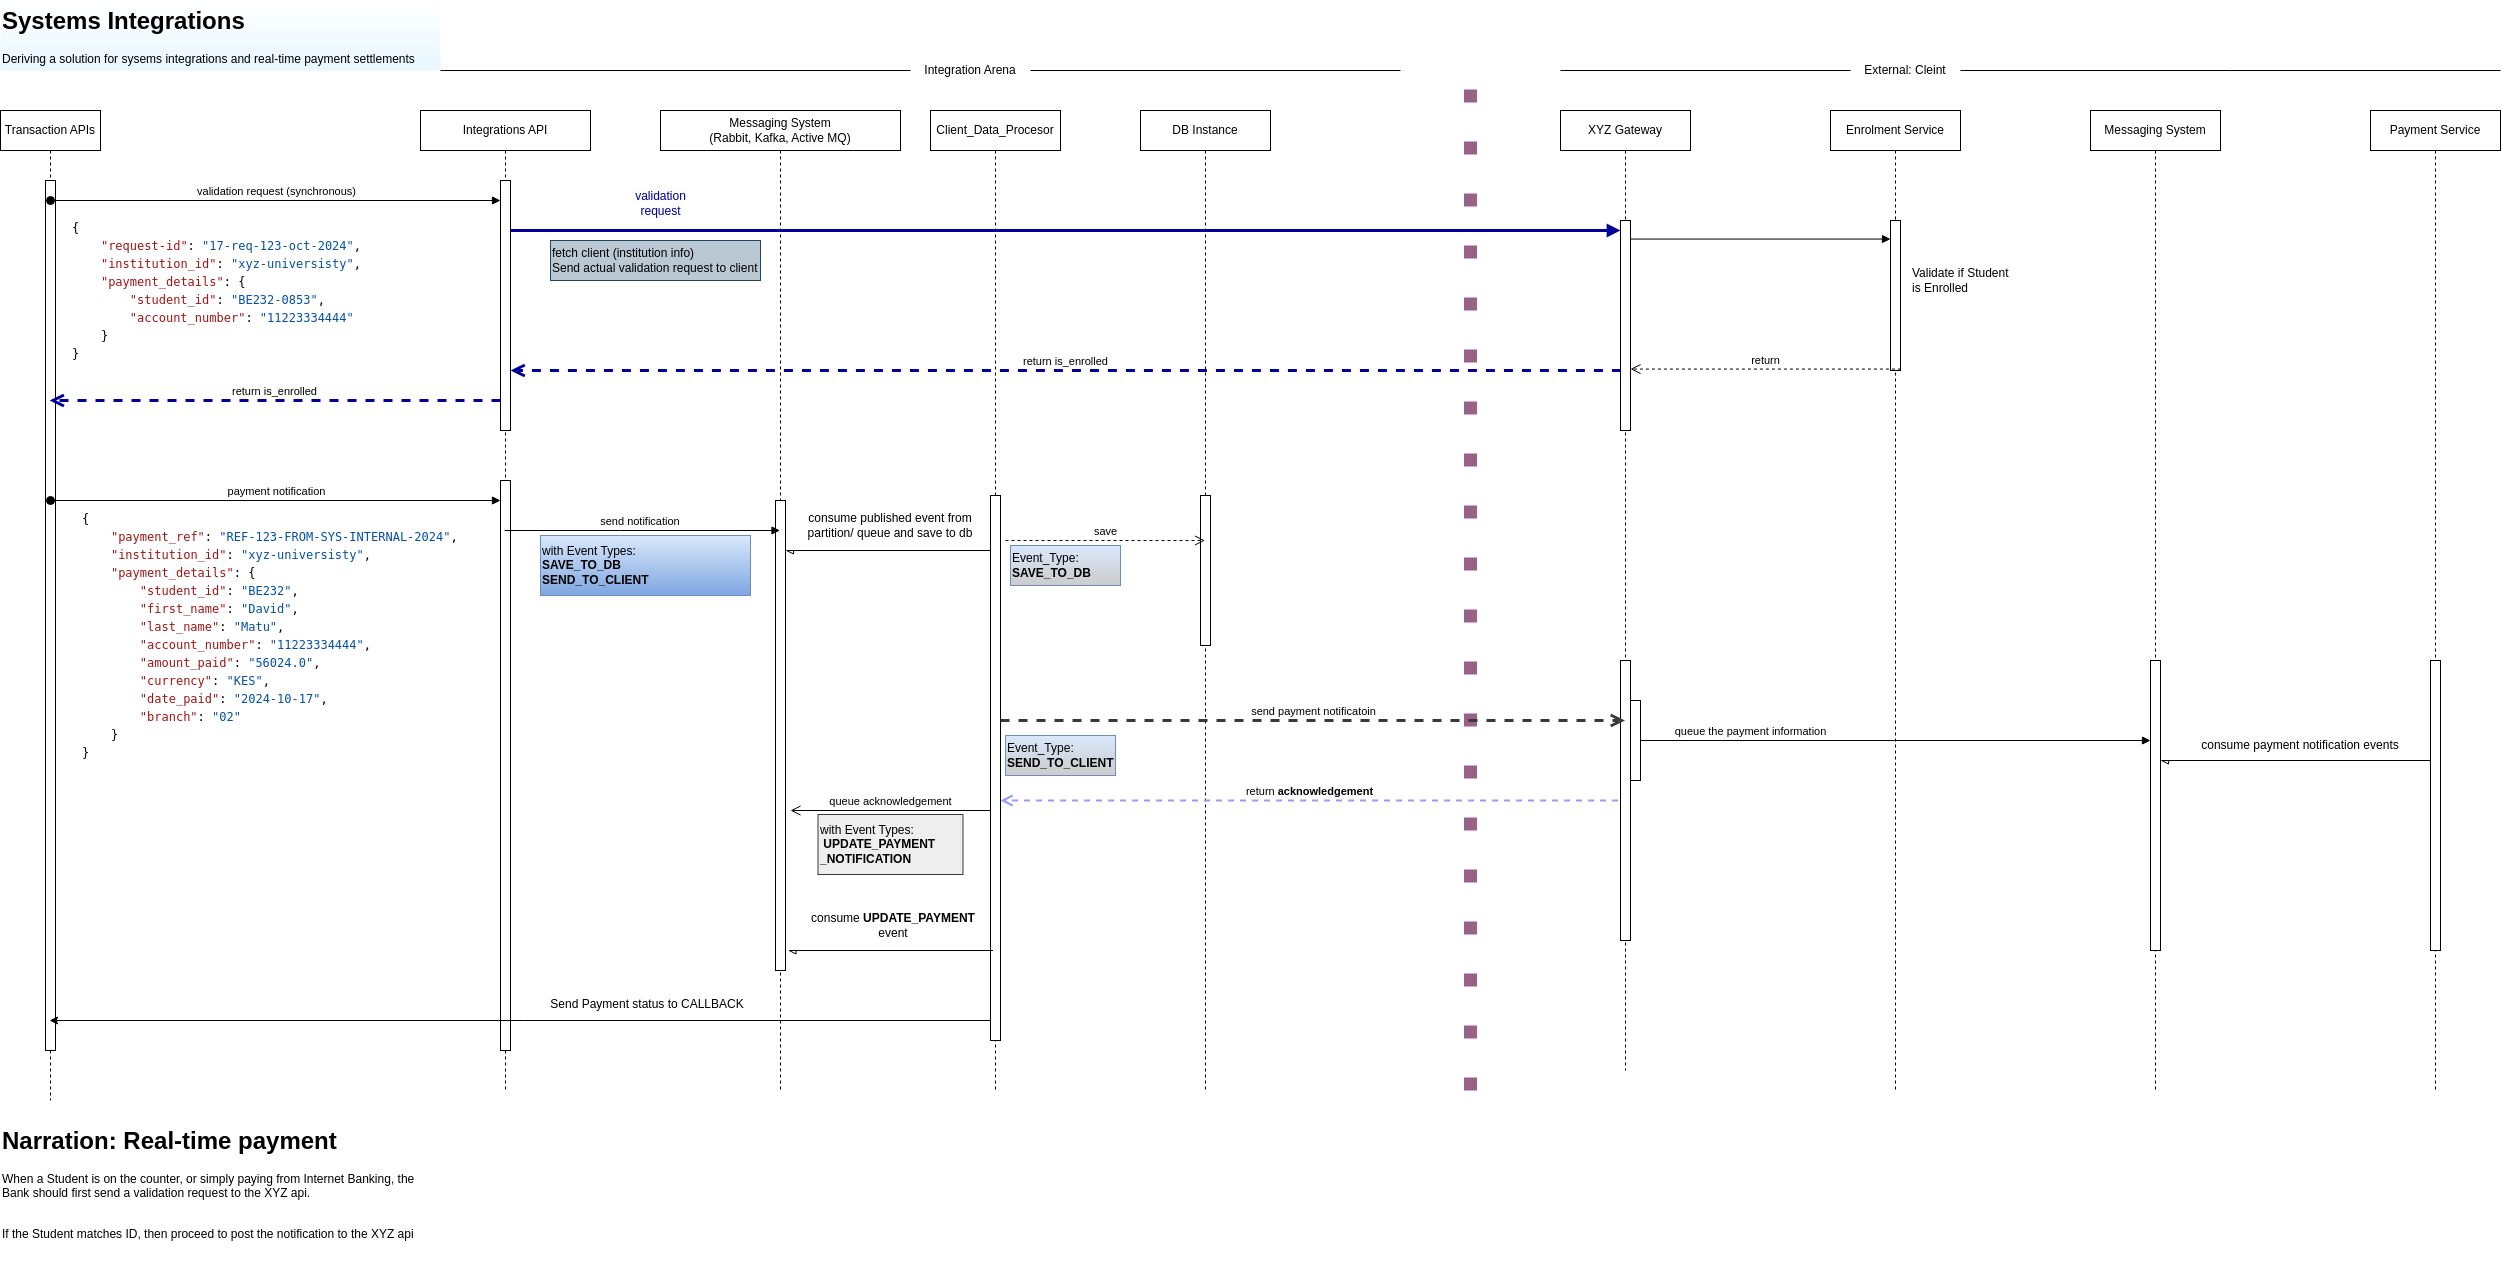 Systems Integrations
Deriving a solution for sysems integrations and real-time payment settlements
Integration Arena
External: Cleint
Transaction APIs
Integrations API
Messaging System
(Rabbit, Kafka, Active MQ)
Client_Data_Procesor
DB Instance
XYZ Gateway
Enrolment Service
Messaging System
Payment Service
validation request (synchronous)
{
    "request-id": "17-req-123-oct-2024",
    "institution_id": "xyz-universisty",
    "payment_details": {
        "student_id": "BE232-0853",
        "account_number": "11223334444"
    }
}
validation
request
fetch client (institution info)
Send actual validation request to client
Validate if Student
is Enrolled
return
return is_enrolled
return is_enrolled
payment notification
{
    "payment_ref": "REF-123-FROM-SYS-INTERNAL-2024",
    "institution_id": "xyz-universisty",
    "payment_details": {
        "student_id": "BE232",
        "first_name": "David",
        "last_name": "Matu",
        "account_number": "11223334444",
        "amount_paid": "56024.0",
        "currency": "KES",
        "date_paid": "2024-10-17",
        "branch": "02"
    }
}
send notification
with Event Types:
SAVE_TO_DB
SEND_TO_CLIENT
consume published event from
partition/ queue and save to db
save
Event_Type:
SAVE_TO_DB
send payment notificatoin
Event_Type:
SEND_TO_CLIENT
queue the payment information
consume payment notification events
return acknowledgement
queue acknowledgement
with Event Types:
UPDATE_PAYMENT
_NOTIFICATION
consume UPDATE_PAYMENT
event
Send Payment status to CALLBACK
Narration: Real-time payment
When a Student is on the counter, or simply paying from Internet Banking, the
Bank should first send a validation request to the XYZ api.
If the Student matches ID, then proceed to post the notification to the XYZ api